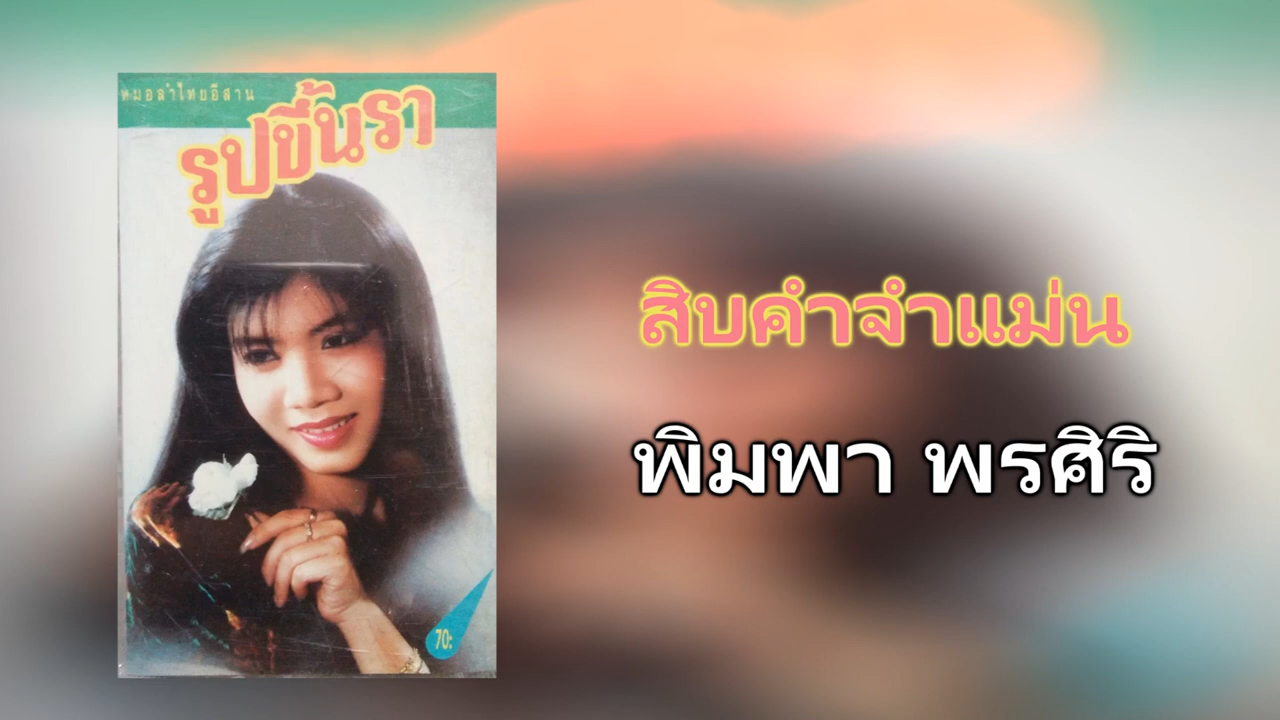 หมอลำไทยอีสาน
รูปขึ้นรา
70.-
สิบคำจำแม่น
พิมพา พรศิริ